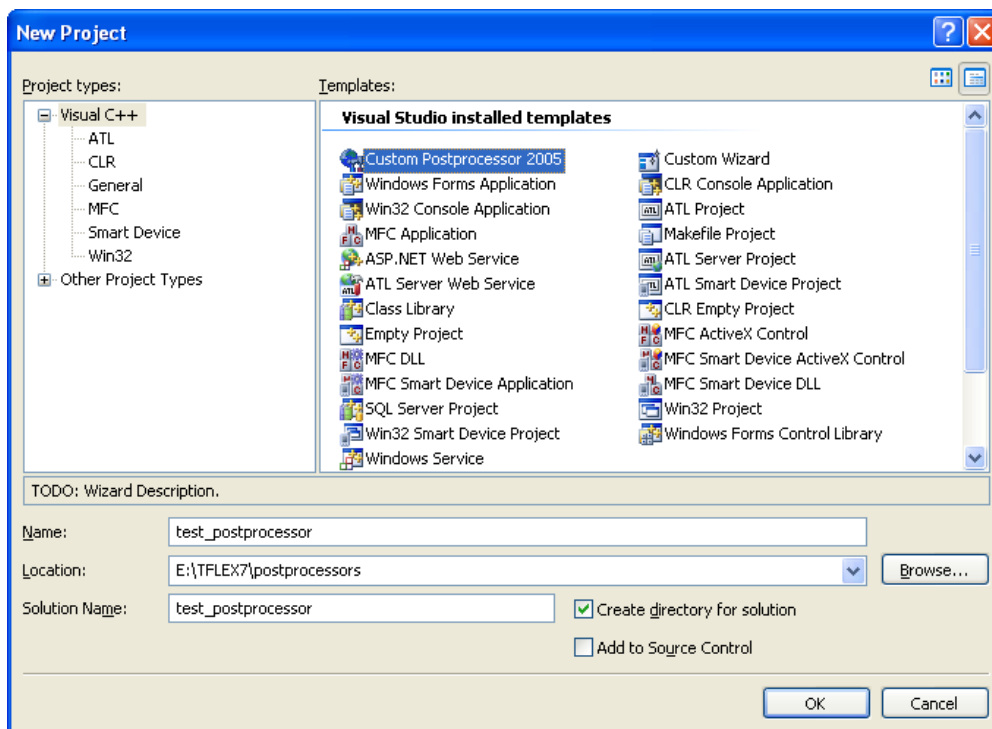 New Project
Project types:
Templates:
Visual C++
ATL
CLR
General
MFC
Smart Device
Win32
Other Project Types
Visual Studio installed templates
Custom Postprocessor 2005
Custom Wizard
Windows Forms Application
CLR Console Application
Win32 Console Application
ATL Project
MFC Application
Makefile Project
ASP.NET Web Service
ATL Server Project
ATL Server Web Service
ATL Smart Device Project
Class Library
CLR Empty Project
Empty Project
MFC ActiveX Control
MFC DLL
MFC Smart Device ActiveX Control
MFC Smart Device Application
MFC Smart Device DLL
SQL Server Project
Win32 Project
Win32 Smart Device Project
Windows Forms Control Library
Windows Service
TODO: Wizard Description.
Name:
test_postprocessor
Location:
E:\TFLEX7\postprocessors
Browse...
Solution Name:
test_postprocessor
Create directory for solution
Add to Source Control
OK
Cancel